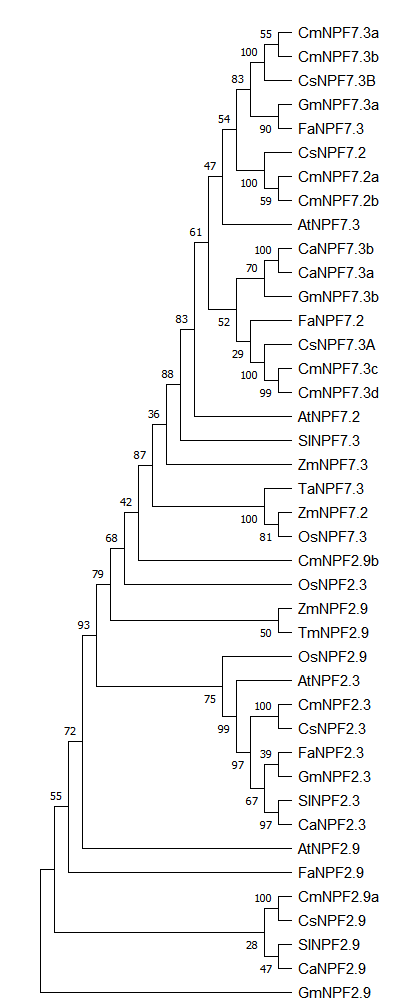 55 CmNPF7.3a
100 CmNPF7.3b
83 CsNPF7.3B
GmNPF7.3a
54 90 FaNPF7.3
CsNPF7.2
47 100 CmNPF7.2a
59 CmNPF7.2b
AtNPF7.3
61 100 CaNPF7.3b
70 CaNPF7.3a
GmNPF7.3b
83 52 FaNPF7.2
29 CsNPF7.3A
88 100 CmNPF7.3c
99 CmNPF7.3d
36 AtNPF7.2
SlNPF7.3
87 ZmNPF7.3
TaNPF7.3
42 100 ZmNPF7.2
68 81 OsNPF7.3
CmNPF2.9b
79 OsNPF2.3
ZmNPF2.9
93 50 TmNPF2.9
OsNPF2.9
75 AtNPF2.3
100 CmNPF2.3
72 99 CsNPF2.3
97 39 FaNPF2.3
GmNPF2.3
55 67 SlNPF2.3
97 CaNPF2.3
AtNPF2.9
FaNPF2.9
100 CmNPF2.9a
CsNPF2.9
28 SlNPF2.9
47 CaNPF2.9
GmNPF2.9